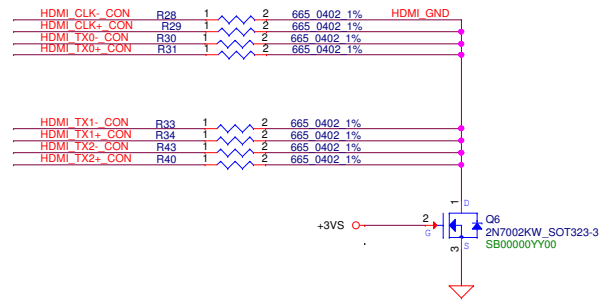 HDMI_CLK-_CON R28 1 2 665_0402_1% HDMI_GND
HDMI_CLK+_CON R29 1 2 665_0402_1%
HDMI_TX0-_CON R30 1 2 665_0402_1%
HDMI_TX0+_CON R31 1 2 665_0402_1%
HDMI_TX1-_CON R33 1 2 665_0402_1%
HDMI_TX1+_CON R34 1 2 665_0402_1%
HDMI_TX2-_CON R43 1 2 665_0402_1%
HDMI_TX2+_CON R40 1 2 665_0402_1%
1 D
+3VS 2 G Q6
2N7002KW_SOT323-3
3 S SB00000YY00